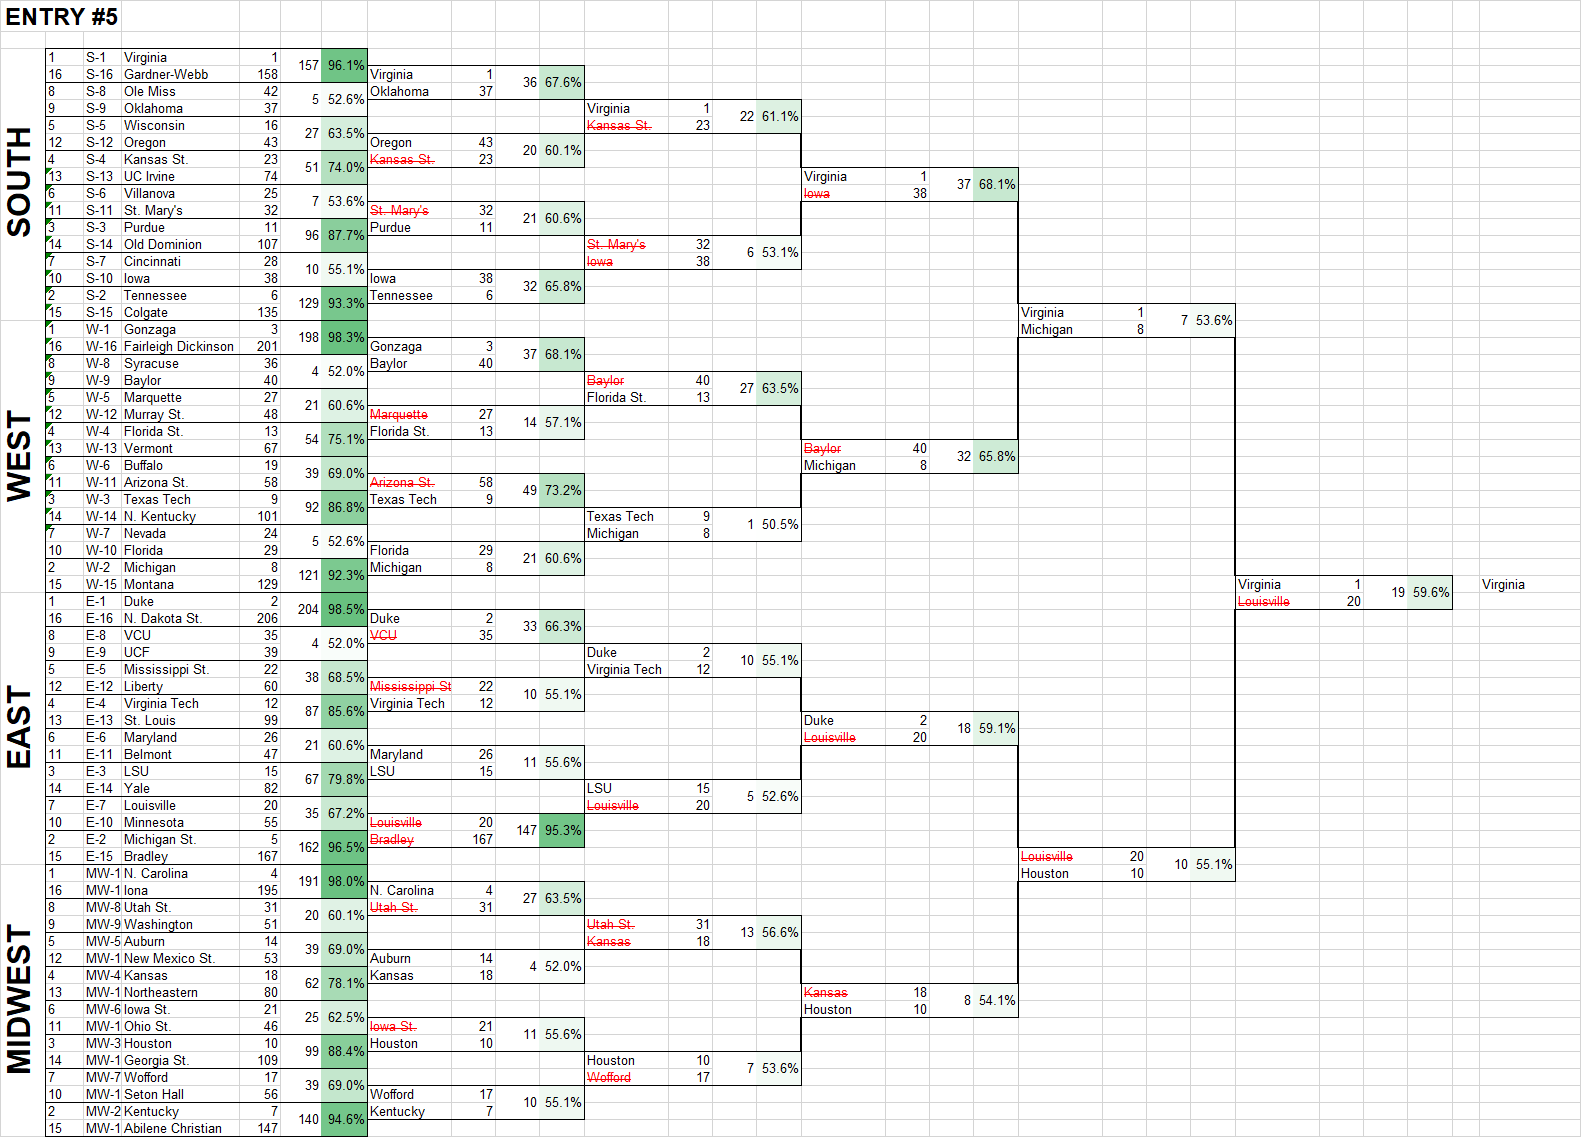 ENTRY #5
SOUTH
1 S-1 Virginia 1 157 96.1%
16 S-16 Gardner-Webb 158 Virginia 1 36 67.6%
8 S-8 Ole Miss 42 5 52.6% Oklahoma 37
9 S-9 Oklahoma 37 Virginia 1 22 61.1%
5 S-5 Wisconsin 16 27 63.5% Kansas St. 23
12 S-12 Oregon 43 Oregon 43 20 60.1%
4 S-4 Kansas St. 23 51 74.0% Kansas St. 23
13 S-13 UC Irvine 74 Virginia 1 37 68.1%
6 S-6 Villanova 25 7 53.6% Iowa 38
11 S-11 St. Mary's 32 St. Mary's 32 21 60.6%
3 S-3 Purdue 11 96 87.7% Purdue 11
14 S-14 Old Dominion 107 St. Mary's 32 6 53.1%
7 S-7 Cincinnati 28 10 55.1% Iowa 38
10 S-10 Iowa 38 Iowa 38 32 65.8%
2 S-2 Tennessee 6 129 93.3% Tennessee 6
15 S-15 Colgate 135 Virginia 1 7 53.6%
WEST
1 W-1 Gonzaga 3 198 98.3% Michigan 8
16 W-16 Fairleigh Dickinson 201 Gonzaga 3 37 68.1%
8 W-8 Syracuse 36 4 52.0% Baylor 40
9 W-9 Baylor 40 Baylor 40 27 63.5%
5 W-5 Marquette 27 21 60.6% Florida St. 13
12 W-12 Murray St. 48 Marquette 27 14 57.1%
4 W-4 Florida St. 13 54 75.1% Florida St. 13
13 W-13 Vermont 67 Baylor 40 32 65.8%
6 W-6 Buffalo 19 39 69.0% Michigan 8
11 W-11 Arizona St. 58 Arizona St. 58 49 73.2%
3 W-3 Texas Tech 9 92 86.8% Texas Tech 9
14 W-14 N. Kentucky 101 Texas Tech 9 1 50.5%
7 W-7 Nevada 24 5 52.6% Michigan 8
10 W-10 Florida 29 Florida 29 21 60.6%
2 W-2 Michigan 8 121 92.3% Michigan 8
15 W-15 Montana 129 Virginia 1 19 59.6% Virginia
EAST
1 E-1 Duke 2 204 98.5% Louisville 20
16 E-16 N. Dakota St. 206 Duke 2 33 66.3%
8 E-8 VCU 35 4 52.0% VCU 35
9 E-9 UCF 39 Duke 2 10 55.1%
5 E-5 Mississippi St. 22 38 68.5% Virginia Tech 12
12 E-12 Liberty 60 Mississippi St 22 10 55.1%
4 E-4 Virginia Tech 12 87 85.6% Virginia Tech 12
13 E-13 St. Louis 99 Duke 2 18 59.1%
6 E-6 Maryland 26 21 60.6% Louisville 20
11 E-11 Belmont 47 Maryland 26 11 55.6%
3 E-3 LSU 15 67 79.8% LSU 15
14 E-14 Yale 82 LSU 15 5 52.6%
7 E-7 Louisville 20 35 67.2% Louisville 20
10 E-10 Minnesota 55 Louisville 20 147 95.3%
2 E-2 Michigan St. 5 162 96.5% Bradley 167
15 E-15 Bradley 167 Louisville 20 10 55.1%
MIDWEST
1 MW-1 N. Carolina 4 191 98.0% Houston 10
16 MW-1 Iona 195 N. Carolina 4 27 63.5%
8 MW-8 Utah St. 31 20 60.1% Utah St. 31
9 MW-9 Washington 51 Utah St. 31 13 56.6%
5 MW-5 Auburn 14 39 69.0% Kansas 18
12 MW-1 New Mexico St. 53 Auburn 14 4 52.0%
4 MW-4 Kansas 18 62 78.1% Kansas 18
13 MW-1 Northeastern 80 Kansas 18 8 54.1%
6 MW-6 Iowa St. 21 25 62.5% Houston 10
11 MW-1 Ohio St. 46 Iowa St. 21 11 55.6%
3 MW-3 Houston 10 99 88.4% Houston 10
14 MW-1 Georgia St. 109 Houston 10 7 53.6%
7 MW-7 Wofford 17 39 69.0% Wofford 17
10 MW-1 Seton Hall 56 Wofford 17 10 55.1%
2 MW-2 Kentucky 7 140 94.6% Kentucky 7
15 MW-1 Abilene Christian 147